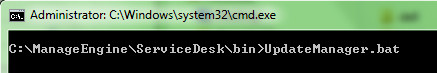 Administrator: C:\Windows\system32\cmd.exe
C:\ManageEngine\ServiceDesk\bin>UpdateManager.bat